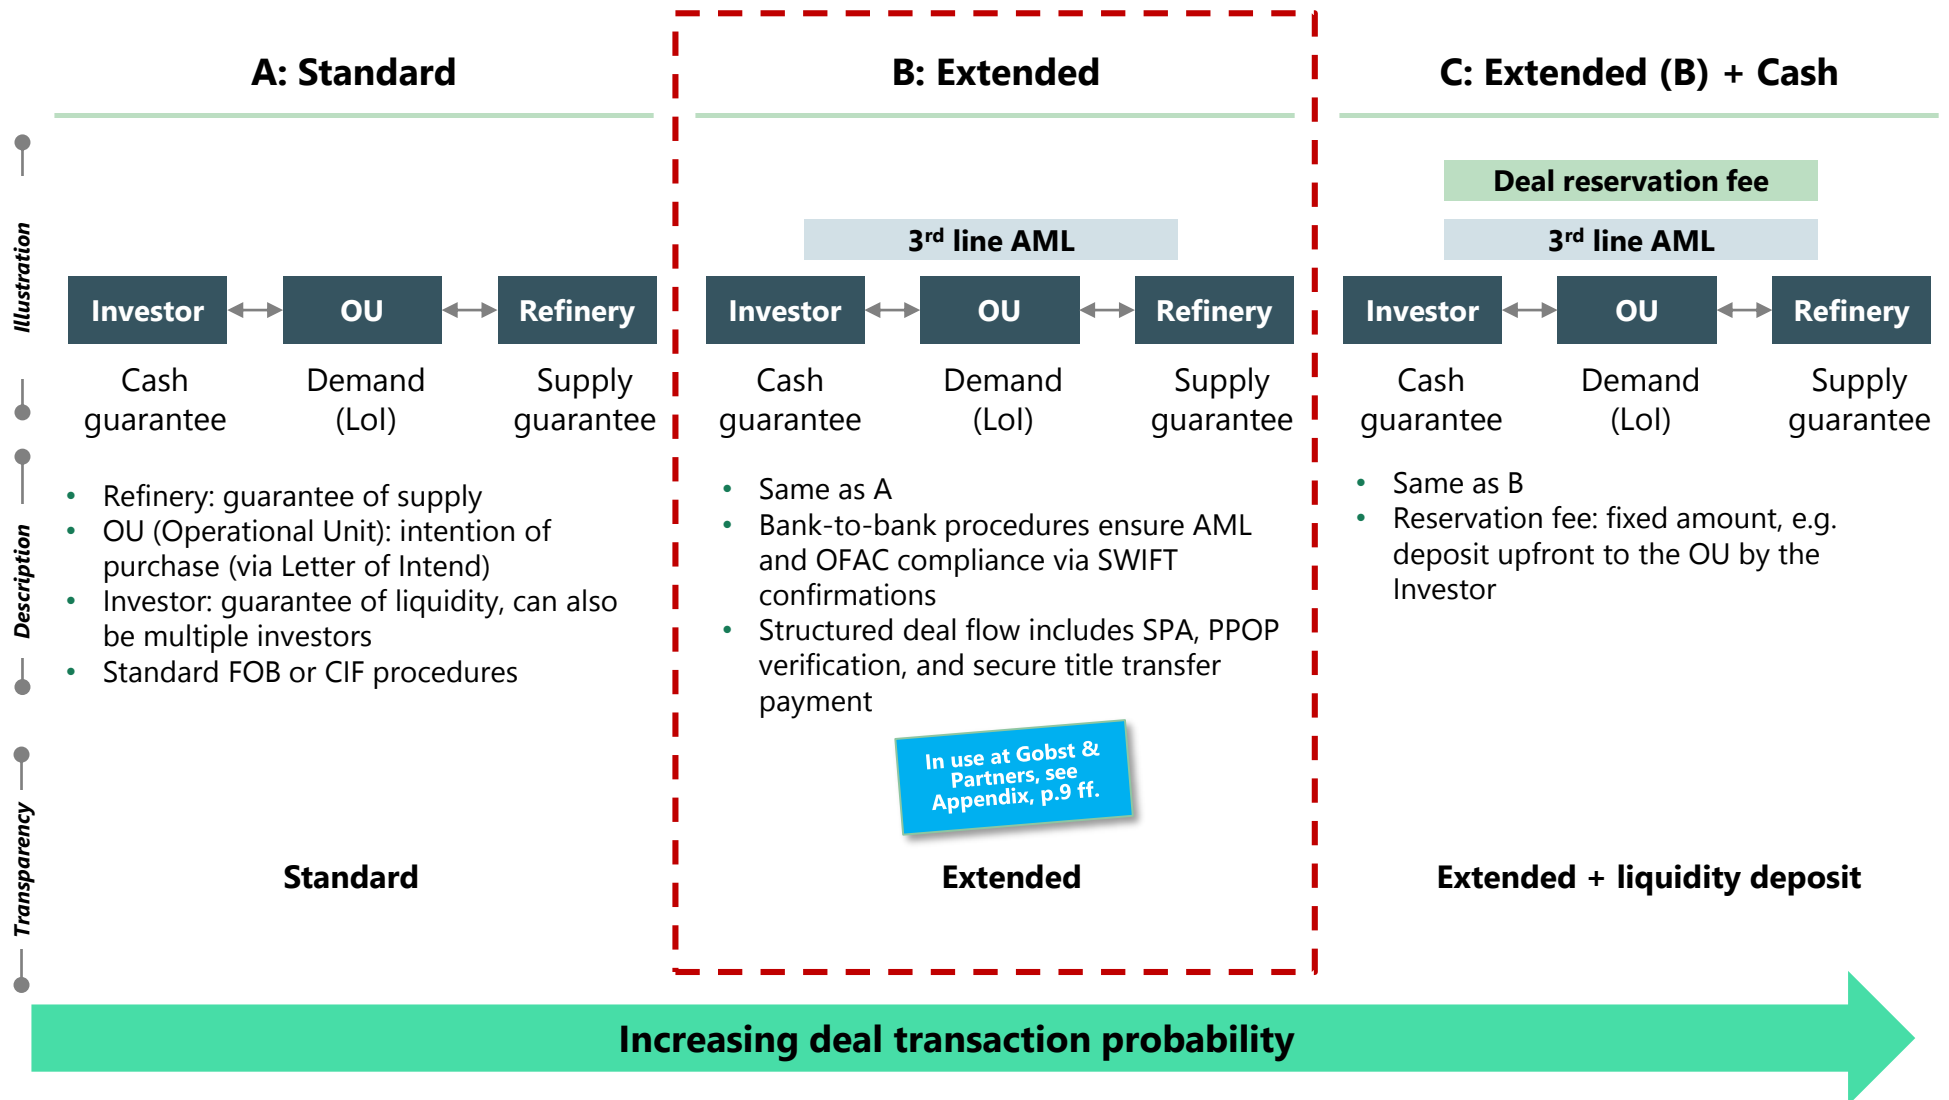 A: Standard
B: Extended
C: Extended (B) + Cash
Illustration
Deal reservation fee
3rd line AML
3rd line AML
Investor
OU
Refinery
Investor
OU
Refinery
Investor
OU
Refinery
Cash
guarantee
Demand
(LoI)
Supply
guarantee
Cash
guarantee
Demand
(LoI)
Supply
guarantee
Cash
guarantee
Demand
(LoI)
Supply
guarantee
Description
• Refinery: guarantee of supply
• OU (Operational Unit): intention of
purchase (via Letter of Intend)
• Investor: guarantee of liquidity, can also
be multiple investors
• Standard FOB or CIF procedures
• Same as A
• Bank-to-bank procedures ensure AML
and OFAC compliance via SWIFT
confirmations
• Structured deal flow includes SPA, PPOP
verification, and secure title transfer
payment
• Same as B
• Reservation fee: fixed amount, e.g.
deposit upfront to the OU by the
Investor
In use at Gobst &
Partners, see
Appendix, p.9 ff.
Transparency
Standard
Extended
Extended + liquidity deposit
Increasing deal transaction probability